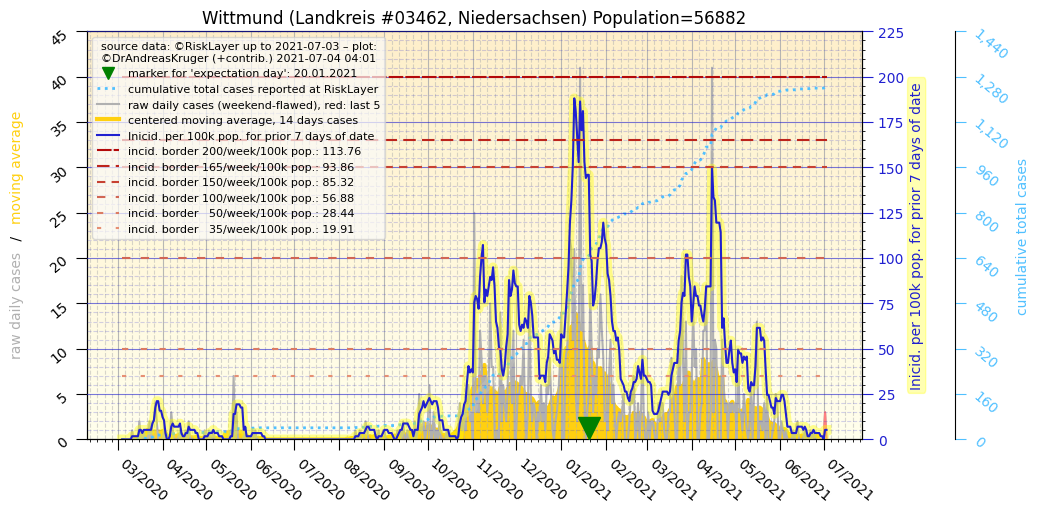 Wittmund (Landkreis #03462, Niedersachsen) Population=56882
source data: ©RiskLayer up to 2021-07-03 – plot:
©DrAndreasKruger (+contrib.) 2021-07-04 04:01
marker for 'expectation day': 20.01.2021
cumulative total cases reported at RiskLayer
raw daily cases (weekend-flawed), red: last 5
centered moving average, 14 days cases
Inicid. per 100k pop. for prior 7 days of date
incid. border 200/week/100k pop.: 113.76
incid. border 165/week/100k pop.: 93.86
incid. border 150/week/100k pop.: 85.32
incid. border 100/week/100k pop.: 56.88
incid. border 50/week/100k pop.: 28.44
incid. border 35/week/100k pop.: 19.91
raw daily cases / moving average
45
40
35
30
25
20
15
10
5
0
03/2020
04/2020
05/2020
06/2020
07/2020
08/2020
09/2020
10/2020
11/2020
12/2020
01/2021
02/2021
03/2021
04/2021
05/2021
06/2021
07/2021
225
200
175
150
125
100
75
50
25
0
Inicid. per 100k pop. for prior 7 days of date
1,440
1,280
1,120
960
800
640
480
320
160
0
cumulative total cases